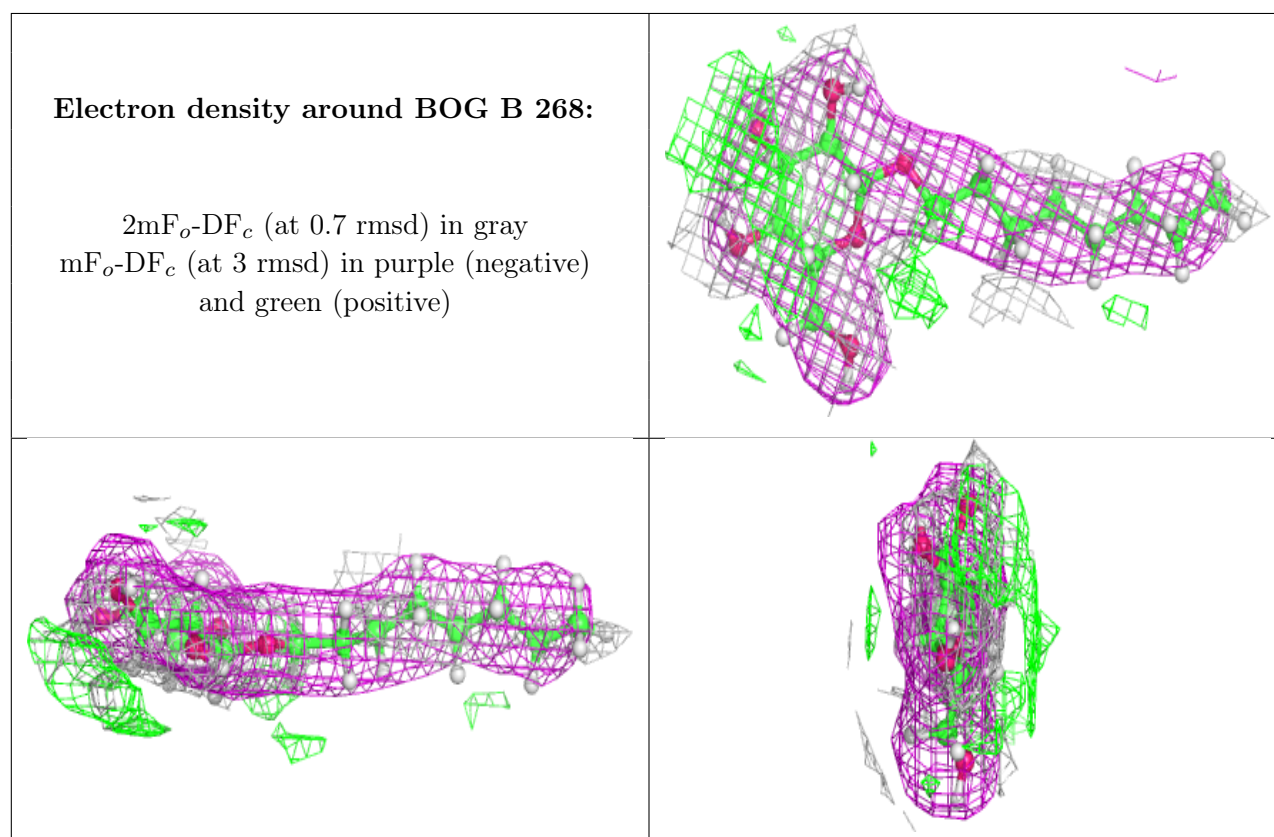 Electron density around BOG B 268:
2mFo-DFc (at 0.7 rmsd) in gray
mFo-DFc (at 3 rmsd) in purple (negative)
and green (positive)